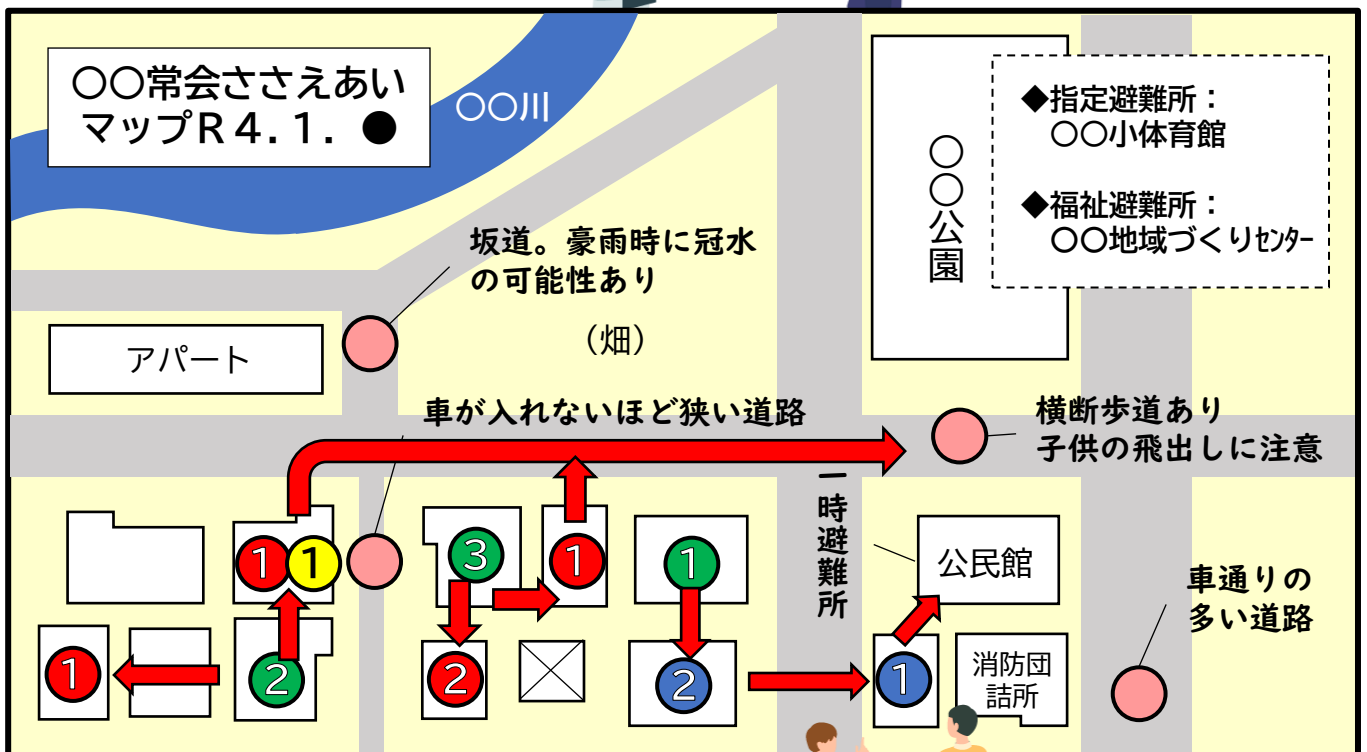 〇〇常会ささえあい
マップR4.1. ●
〇〇川
〇〇公園
◆指定避難所：
〇〇小体育館
◆福祉避難所：
〇〇地域づくりｾﾝﾀｰ
坂道。豪雨時に冠水
の可能性あり
（畑）
アパート
車が入れないほど狭い道路
横断歩道あり
子供の飛出しに注意
一時避難所
公民館
車通りの
多い道路
消防団
詰所
1
1
3
1
1
1
2
2
2
1